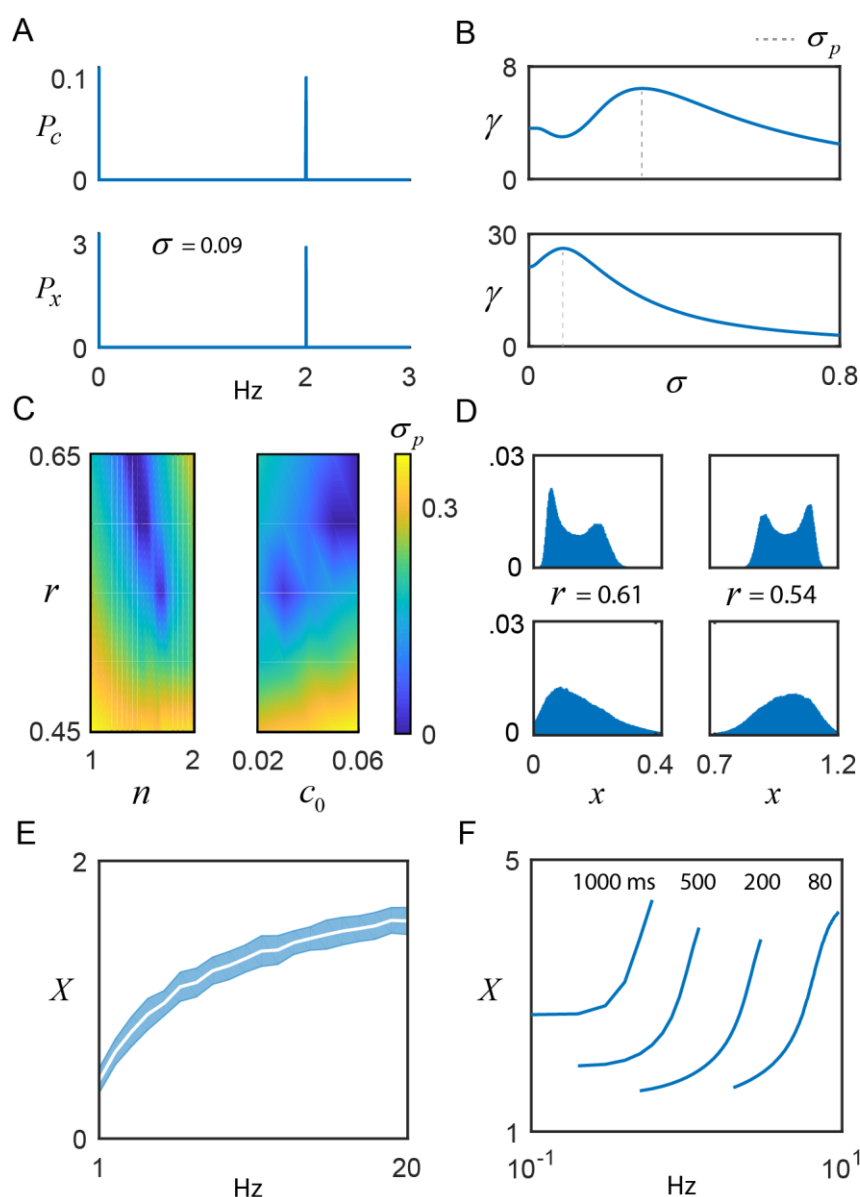 A
B
σp
0.1
Pc
0
8
γ
0
3
Px
σ = 0.09
0
0 Hz 2 3
30
γ
0
0 σ 0.8
C
σp
D
0.65
r
0.45
1 n 2
0.02 c0 0.06
0.3
0
.03
0
r = 0.61 r = 0.54
.03
0
0 x 0.4
0.7 x 1.2
E
2
X
0
1 Hz 20
F
5
1000 ms 500 200 80
X
1
10-1 Hz 101